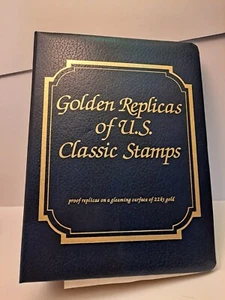 Golden Replicas
of U.S.
Classic Stamps
proof replicas on a gleaming surface of 22kt gold